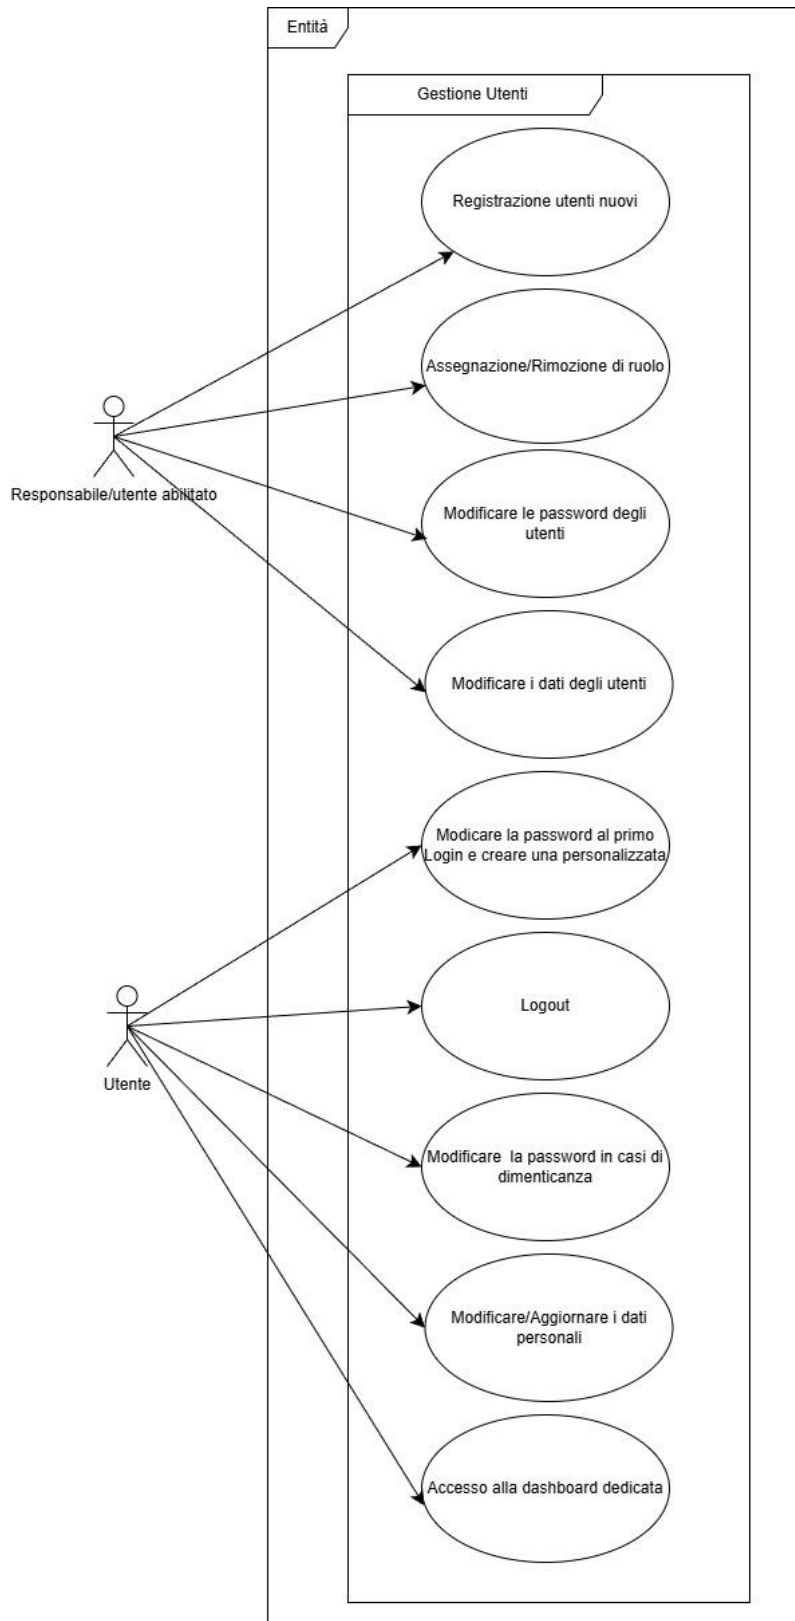 Entità
Gestione Utenti
Registrazione utenti nuovi
Assegnazione/Rimozione di ruolo
Responsabile/utente abilitato
Modificare le password degli
utenti
Modificare i dati degli utenti
Modicare la password al primo
Login e creare una personalizzata
Logout
Utente
Modificare la password in casi di
dimenticanza
Modificare/Aggiornare i dati
personali
Accesso alla dashboard dedicata